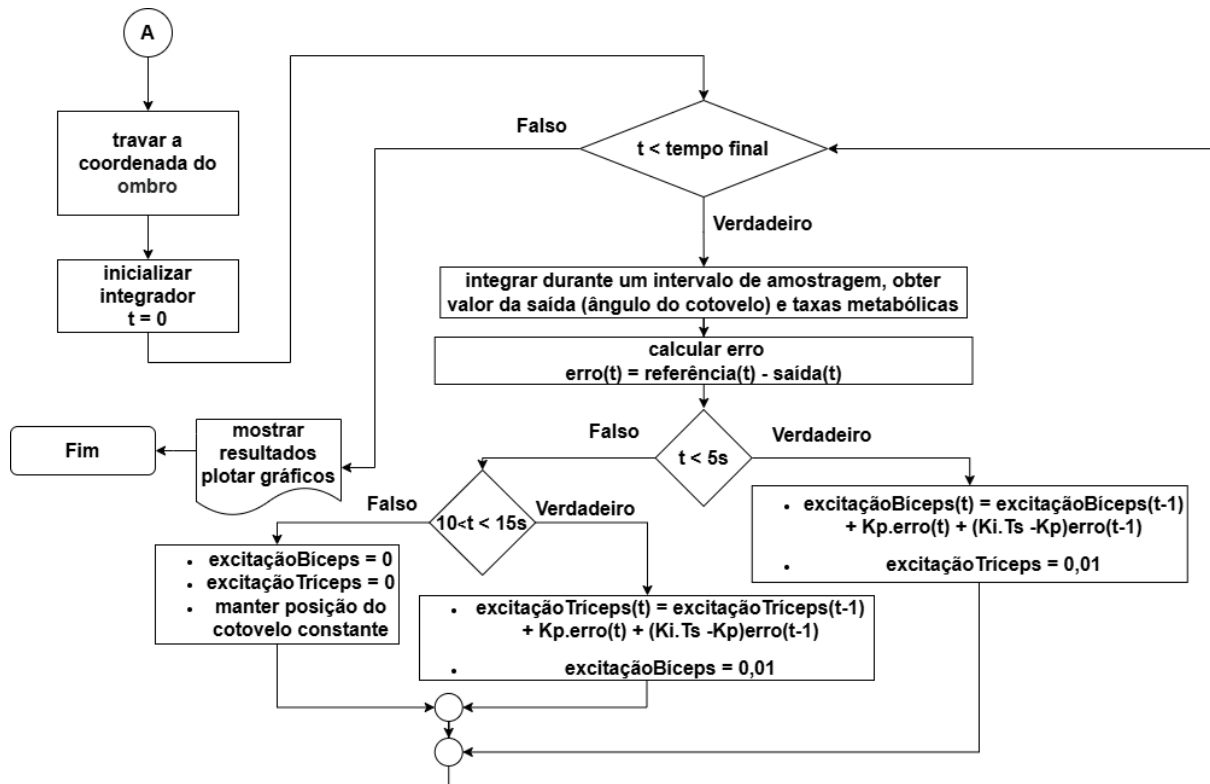 A
travar a
coordenada do
ombro
inicializar
integrador
t = 0
t < tempo final
Falso
Verdadeiro
integrar durante um intervalo de amostragem, obter
valor da saída (ângulo do cotovelo) e taxas metabólicas
calcular erro
erro(t) = referência(t) - saída(t)
t < 5s
Falso
Verdadeiro
mostrar
resultados
plotar gráficos
Fim
10<t < 15s
Falso
Verdadeiro
• excitaçãoBíceps(t) = excitaçãoBíceps(t-1)
+ Kp.erro(t) + (Ki.Ts -Kp)erro(t-1)
• excitaçãoTríceps = 0,01
• excitaçãoBíceps = 0
• excitaçãoTríceps = 0
• manter posição do
cotovelo constante
• excitaçãoTríceps(t) = excitaçãoTríceps(t-1)
+ Kp.erro(t) + (Ki.Ts -Kp)erro(t-1)
• excitaçãoBíceps = 0,01